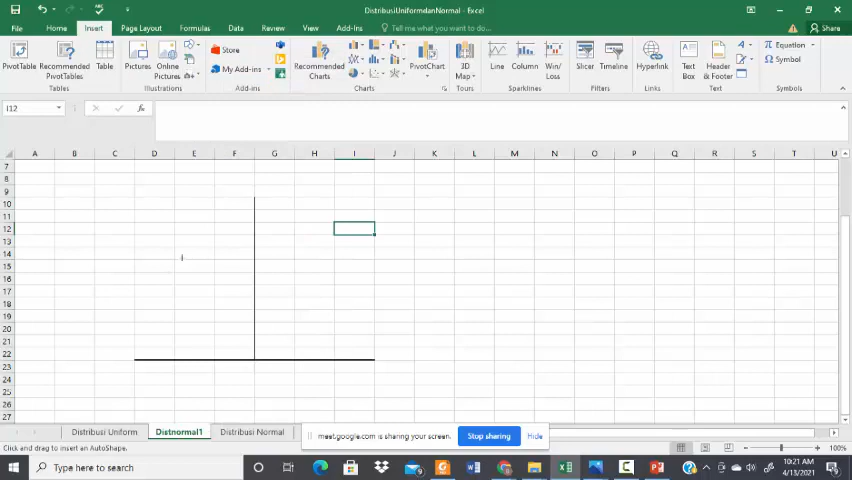 DistribusiUniformdanNormal - Excel
File Home Insert Page Layout Formulas Data Review View Add-Ins Tell me what you want to do Share
PivotTable Recommended PivotTables Table Pictures Online Pictures Store My Add-ins Recommended Charts PivotChart 3D Map Line Column Win/Loss Slicer Timeline Hyperlink Text Box Header & Footer Equation Symbol
Tables Illustrations Add-ins Charts Tours Sparklines Filters Links Text Symbols
I12 fx
A B C D E F G H I J K L M N O P Q R S T U
7
8
9
10
11
12
13
14
15
16
17
18
19
20
21
22
23
24
25
26
27
Distribusi Uniform Distnormal1 Distribusi Normal
meet.google.com is sharing your screen. Stop sharing Hide
Click and drag to insert an AutoShape. 100%
Type here to search
10:21 AM
4/13/2021